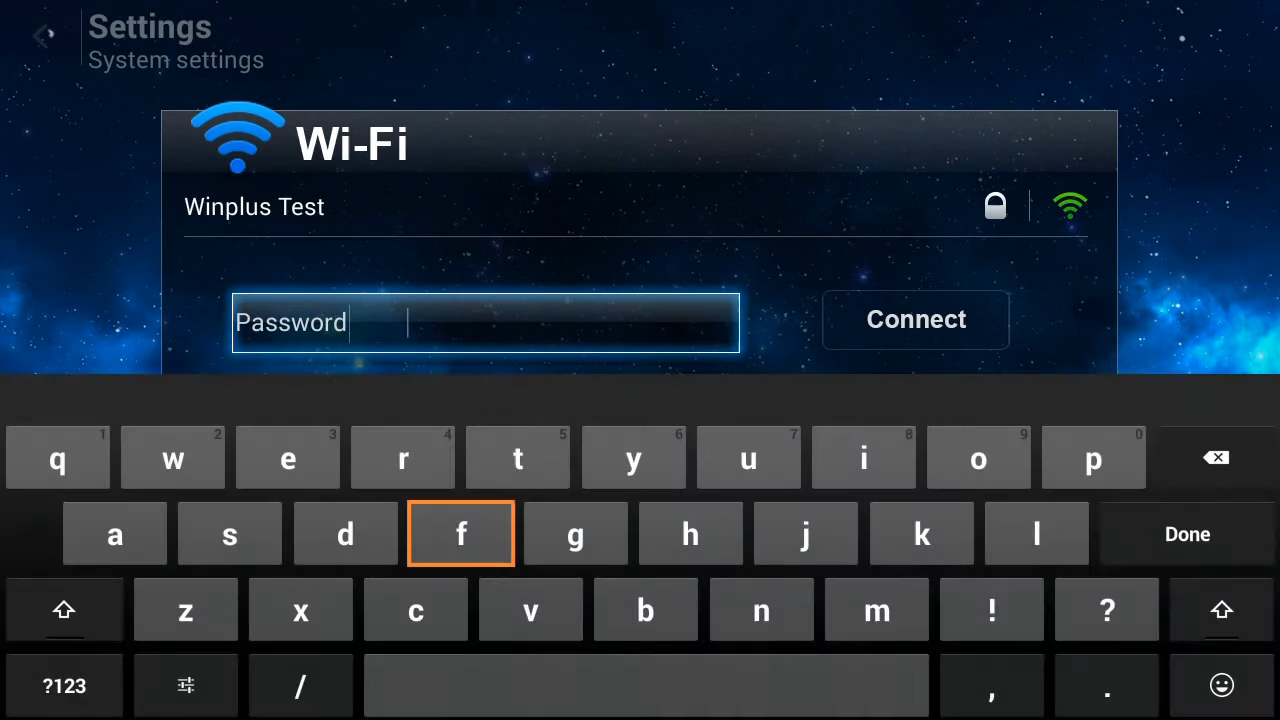 Settings
System settings
Wi-Fi
Winplus Test
Password
Connect
q 1 w 2 e 3 r 4 t 5 y 6 u 7 i 8 o 9 p 0
a s d f g h j k l Done
z x c v b n m ! ?
?123 / , .